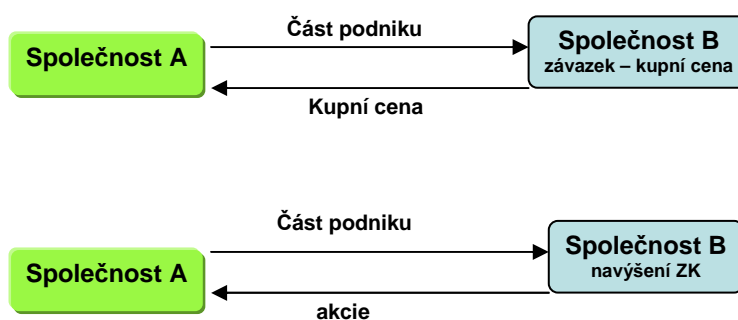 Část podniku
Společnost A
Společnost B
závazek – kupní cena
Kupní cena
Část podniku
Společnost A
Společnost B
navýšení ZK
akcie